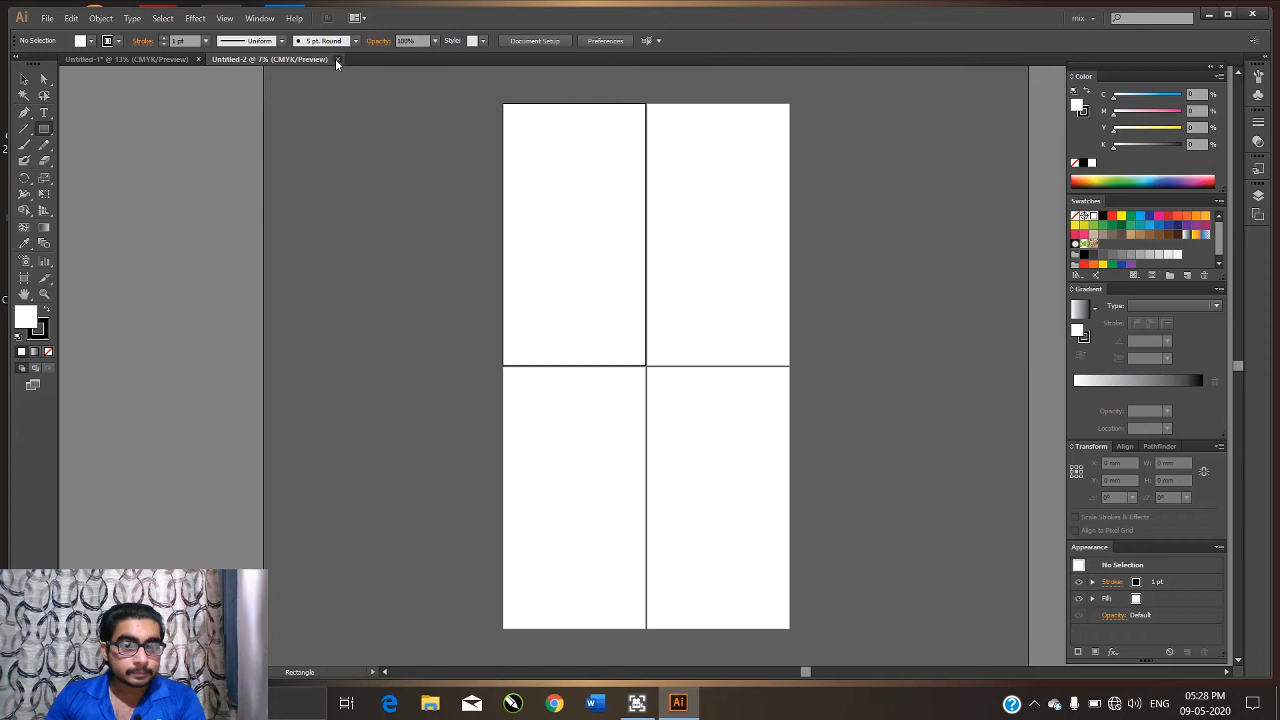 Ai File Edit Object Type Select Effect View Window Help mix
No Selection Stroke: 1 pt Uniform 5 pt. Round Opacity: 100% Style: Document Setup Preferences
Untitled-1* @ 13% (CMYK/Preview) × Untitled-2 @ 7% (CMYK/Preview)
Color
C 0 %
M 0 %
Y 0 %
K 0 %
Swatches
Gradient
Type:
Stroke:
Opacity:
Location:
Transform Align Pathfinder
X: 0 mm W: 0 mm
Y: 0 mm H: 0 mm
0° 0°
Scale Strokes & Effects
Align to Pixel Grid
Appearance
No Selection
Stroke: 1 pt
Fill:
Opacity: Default
fx
Rectangle
ENG
05:28 PM
09-05-2020